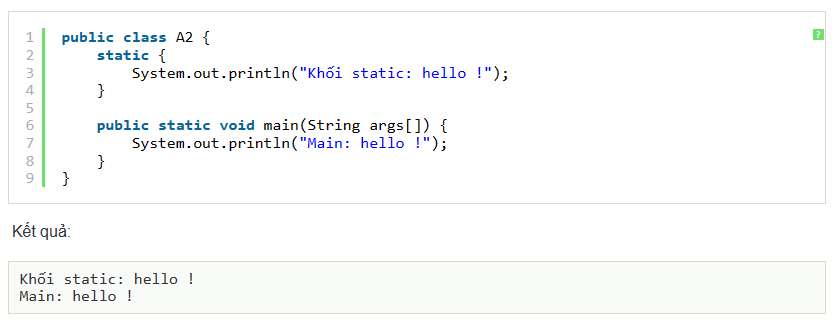 1 public class A2 {
2     static {
3         System.out.println("Khối static: hello !");
4     }
5
6     public static void main(String args[]) {
7         System.out.println("Main: hello !");
8     }
9 }
?
Kết quả:
Khối static: hello !
Main: hello !